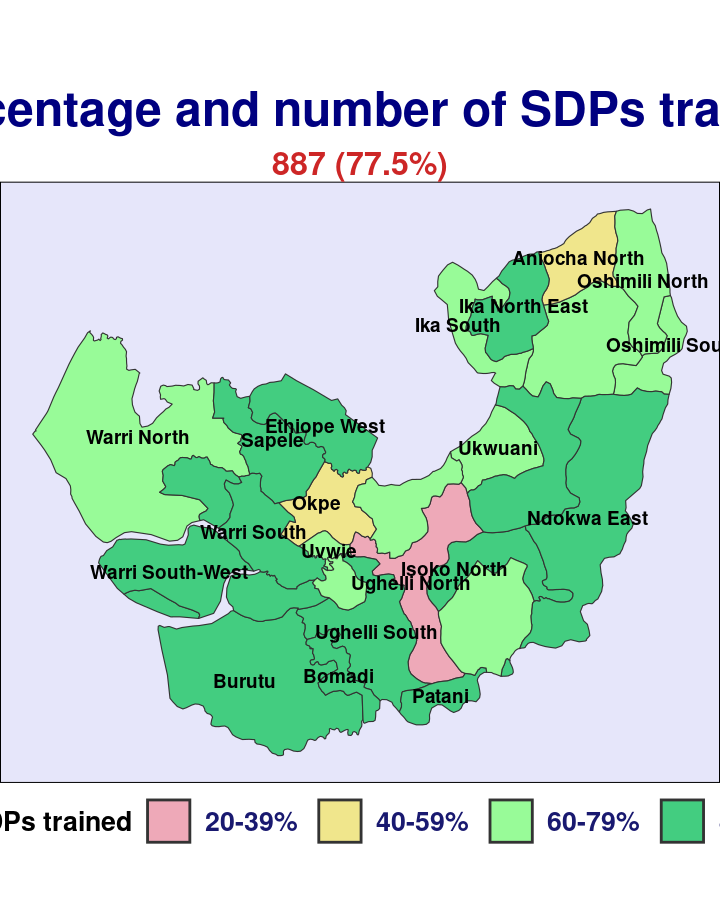 centage and number of SDPs tra
887 (77.5%)
Aniocha North
Oshimili North
Ika North East
Ika South
Oshimili Sou
Ethiope West
Warri North
Sapele
Ukwuani
Okpe
Ndokwa East
Warri South
Uvwie
Isoko North
Warri South-West
Ughelli North
Ughelli South
Bomadi
Burutu
Patani
DPs trained 20-39% 40-59% 60-79%